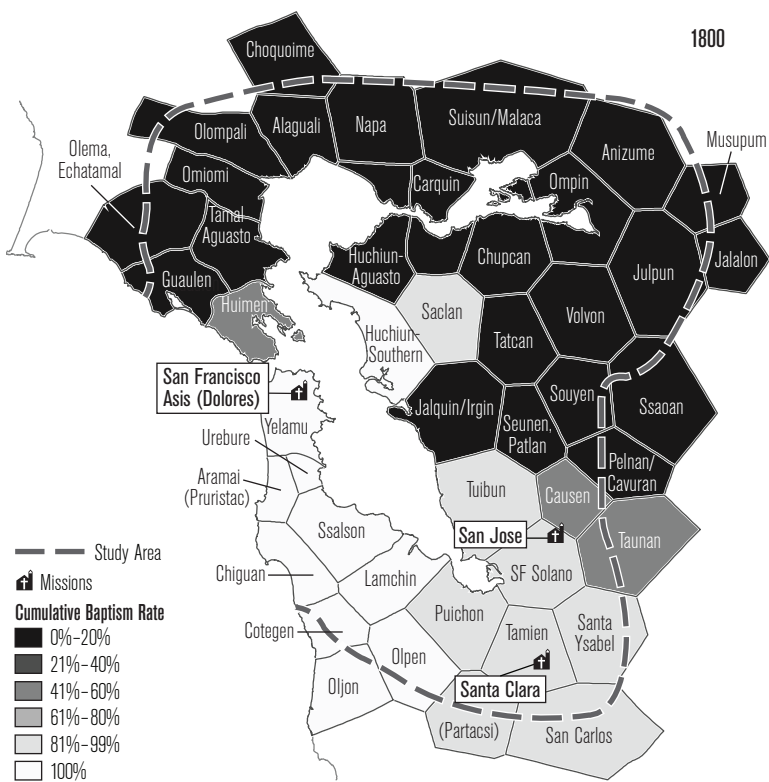 1800
Choquoime
Suisun/Malaca
Napa
Alaguali
Olompali
Anizume
Musupum
Olema,
Echatamal
Omiomi
Carquin
Ompin
Tamal
Aguasto
Huchiun-
Aguasto
Chupcan
Julpun
Jalalon
Guaulen
Huimen
Saclan
Volvon
Huchiun-
Southern
Tatcan
San Francisco
Asis (Dolores)
Souyen
Ssaoan
Jalquin/Irgin
Seunen,
Patlan
Yelamu
Urebure
Pelnan/
Cavuran
Aramai
(Pruristac)
Tuibun
Causen
Ssalson
San Jose
Taunan
Study Area
Missions
Chiguan
Lamchin
SF Solano
Cumulative Baptism Rate
0%–20%
21%–40%
41%–60%
61%–80%
81%–99%
100%
Cotegen
Puichon
Tamien
Santa
Ysabel
Olpen
Oljon
Santa Clara
(Partacsi)
San Carlos